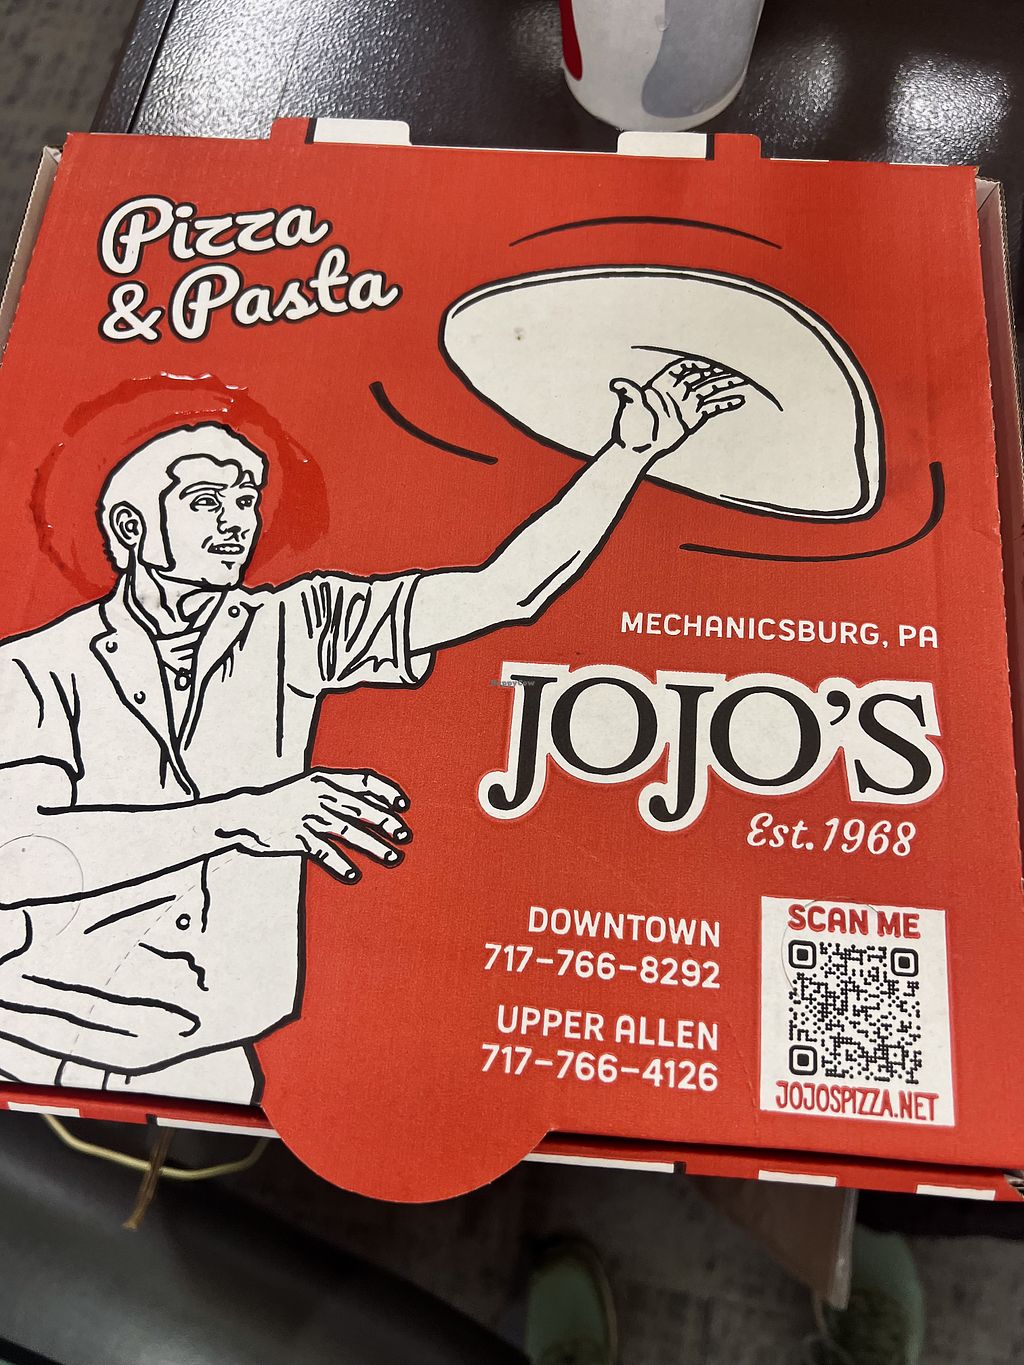 Pizza
& Pasta
MECHANICSBURG, PA
HappyCow
JOJO'S
Est. 1968
DOWNTOWN
717-766-8292
UPPER ALLEN
717-766-4126
SCAN ME
JOJOSPIZZA.NET